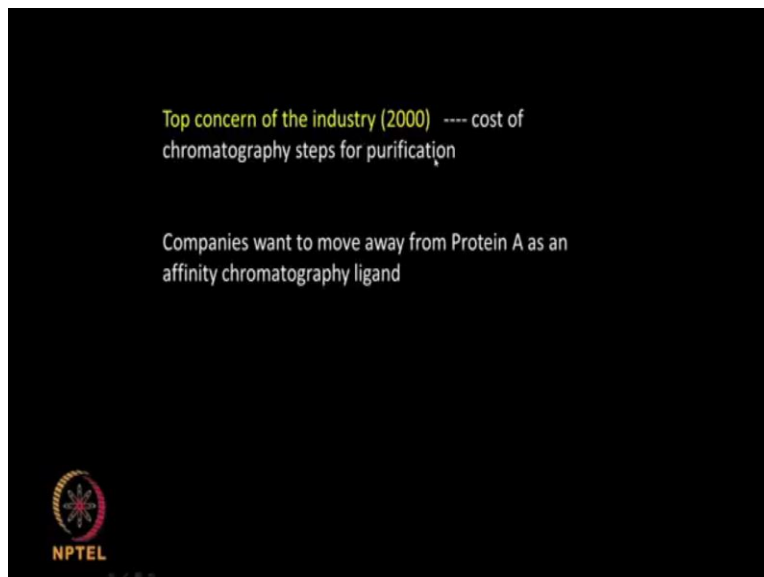 Top concern of the industry (2000) ---- cost of
chromatography steps for purification
Companies want to move away from Protein A as an
affinity chromatography ligand
NPTEL